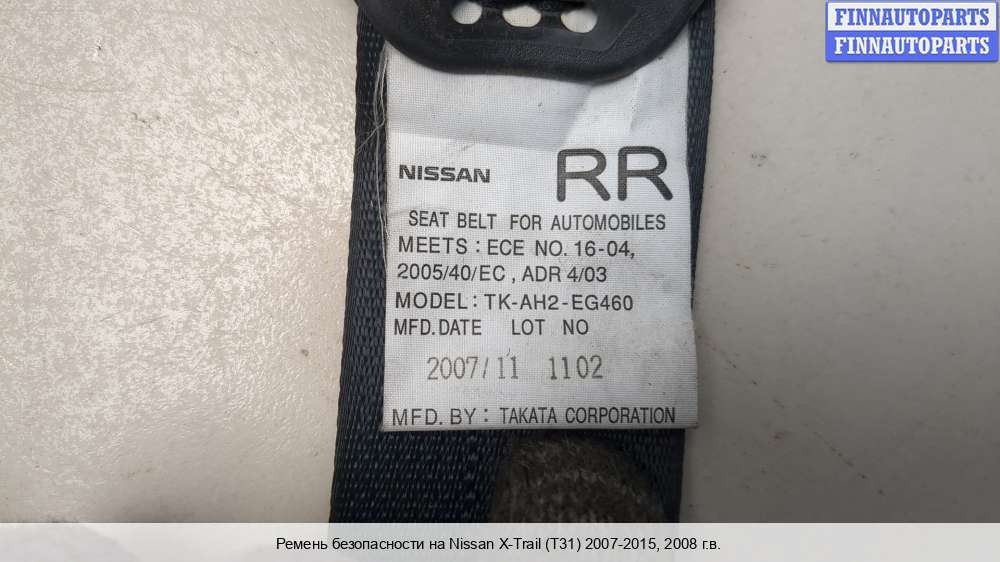 FINNAUTOPARTS
FINNAUTOPARTS
NISSAN RR
SEAT BELT FOR AUTOMOBILES
MEETS : ECE NO. 16-04,
2005/40/EC , ADR 4/03
MODEL : TK-AH2-EG460
MFD. DATE LOT NO
2007/11 1102
MFD. BY : TAKATA CORPORATION
Ремень безопасности на Nissan X-Trail (T31) 2007-2015, 2008 г.в.